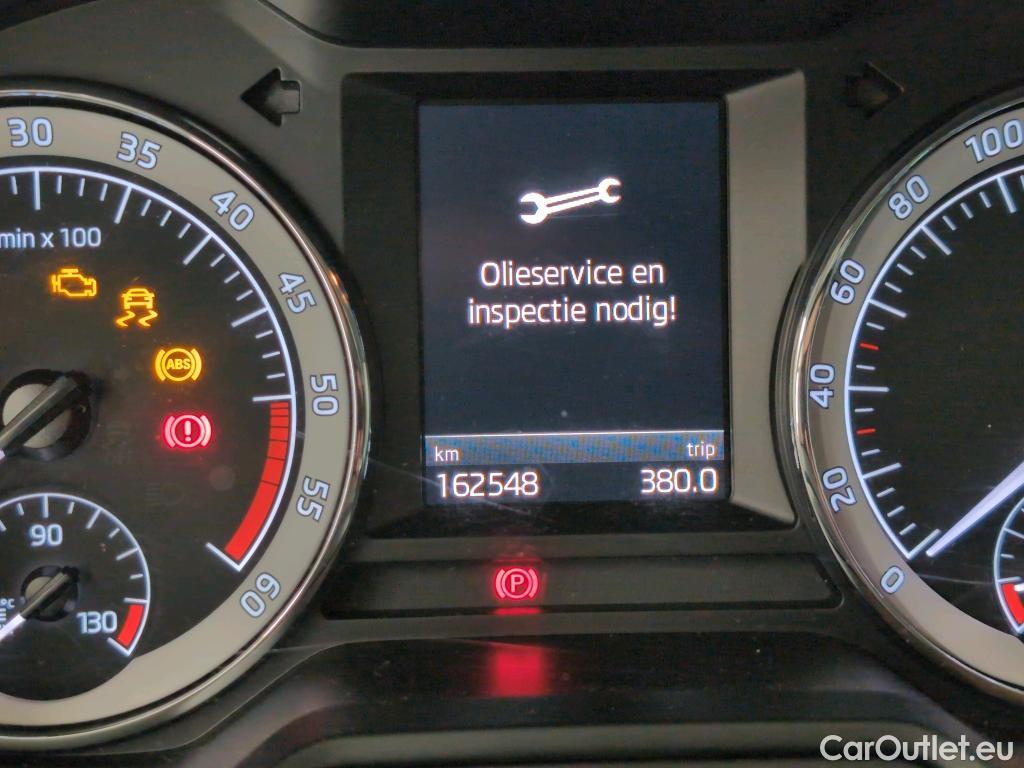 30
35
40
45
50
55
60
min x 100
ABS
90
130
°C
Olieservice en
inspectie nodig!
km trip
162548 380.0
P
100
80
60
40
20
0
CarOutlet.eu